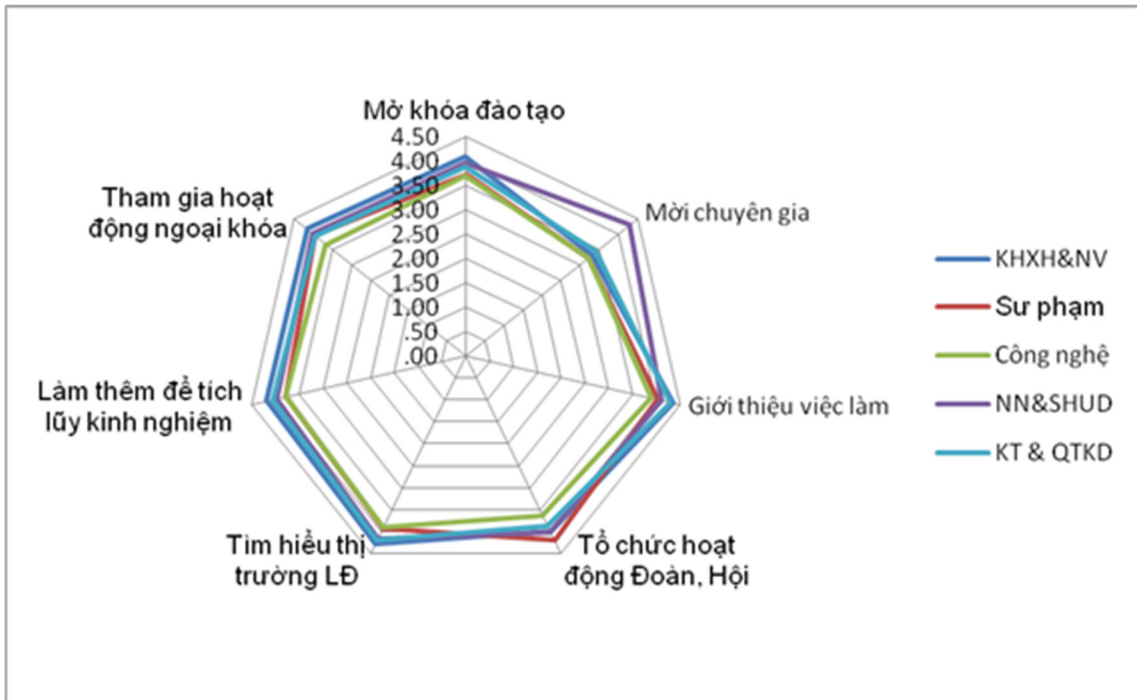 Mở khóa đào tạo
4.50
4.00
3.50
3.00
2.50
2.00
1.50
1.00
.50
.00
Tham gia hoạt
động ngoại khóa
Mời chuyên gia
Làm thêm để tích
lũy kinh nghiệm
Giới thiệu việc làm
Tìm hiểu thị
trường LĐ
Tổ chức hoạt
động Đoàn, Hội
KHXH&NV
Sư phạm
Công nghệ
NN&SHUD
KT & QTKD